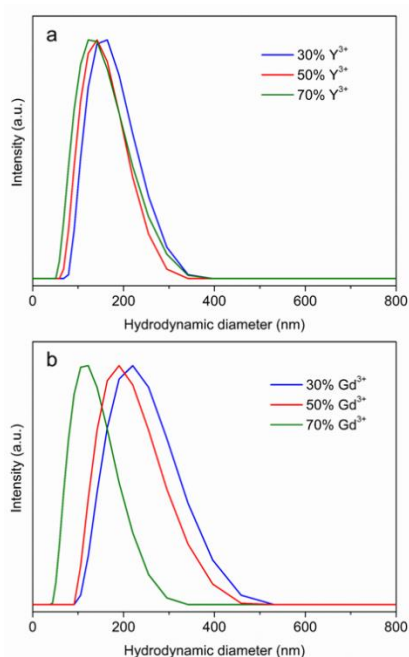 a
30% Y³⁺
50% Y³⁺
70% Y³⁺
Intensity (a.u.)
0 200 400 600 800
Hydrodynamic diameter (nm)
b
30% Gd³⁺
50% Gd³⁺
70% Gd³⁺
Intensity (a.u.)
0 200 400 600 800
Hydrodynamic diameter (nm)